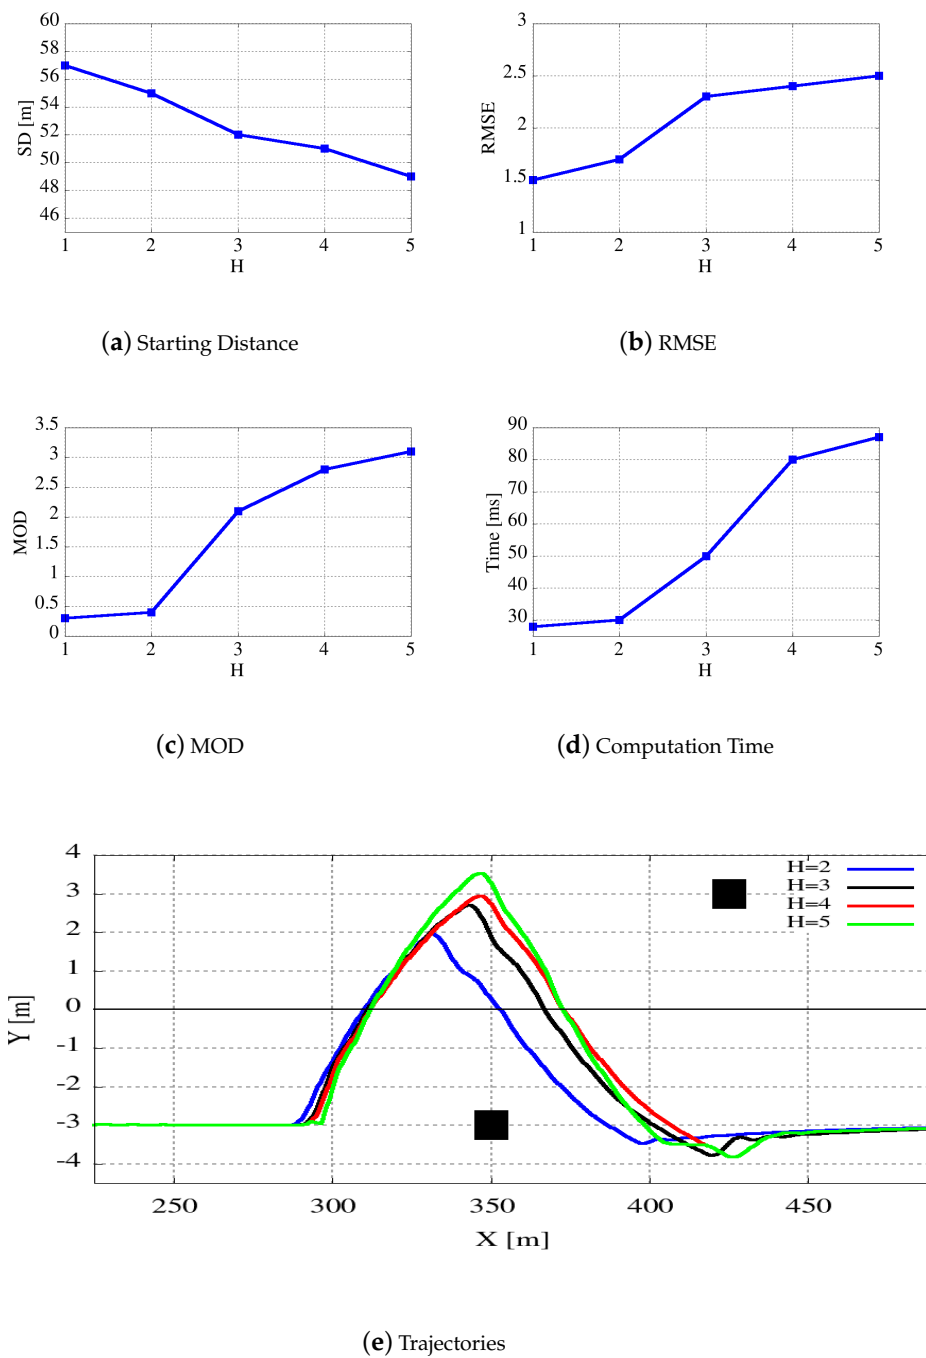 60
58
56
54
52
50
48
46
SD [m]
1 2 3 4 5
H
(a) Starting Distance
3
2.5
2
1.5
1
RMSE
1 2 3 4 5
H
(b) RMSE
3.5
3
2.5
2
1.5
1
0.5
0
MOD
1 2 3 4 5
H
(c) MOD
90
80
70
60
50
40
30
Time [ms]
1 2 3 4 5
H
(d) Computation Time
4
3
2
1
0
-1
-2
-3
-4
Y [m]
H=2
H=3
H=4
H=5
250 300 350 400 450
X [m]
(e) Trajectories